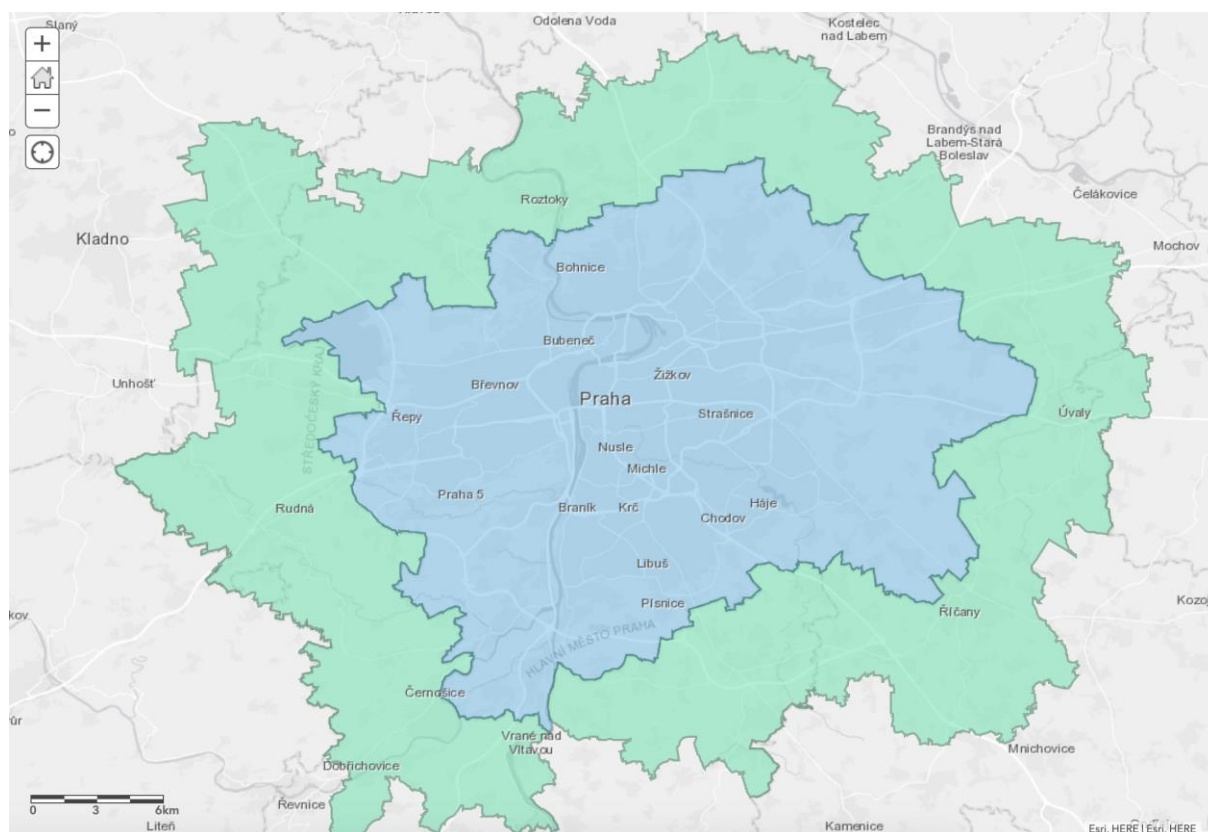 Slaný
Odolena Voda
Kostelec
nad Labem
+
−
Brandýs nad
Labem-Stará
Boleslav
Čelákovice
Roztoky
Kladno
Mochov
Bohnice
Bubeneč
Unhošť
Břevnov
Žižkov
STŘEDOČESKÝ KRAJ
Praha
Řepy
Strašnice
Úvaly
Nusle
Michle
Praha 5
Rudná
Braník
Krč
Háje
Chodov
Libuš
Písnice
Kozoj
kov
Říčany
HLAVNÍ MĚSTO PRAHA
Černošice
vůr
Vrané nad
Vltavou
Mnichovice
Dobřichovice
Řevnice
0 3 6km
Liteň
Kamenice
Esri, HERE | Esri, HERE